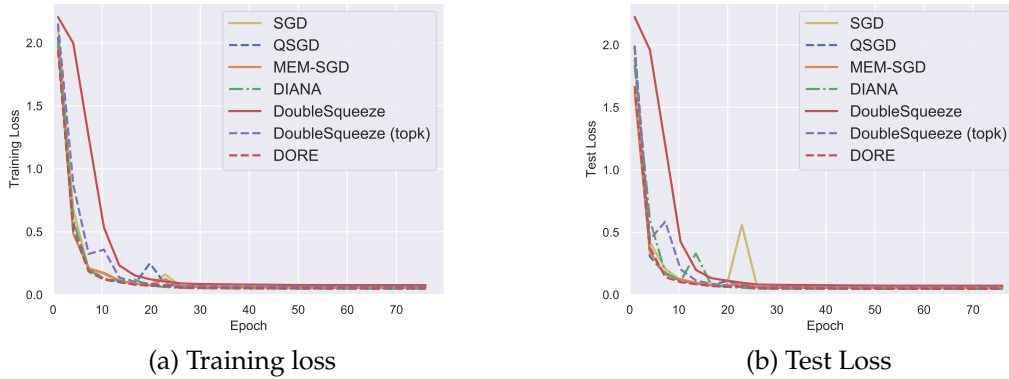 2.0
1.5
1.0
0.5
0.0
Training Loss
0 10 20 30 40 50 60 70
Epoch
SGD
QSGD
MEM-SGD
DIANA
DoubleSqueeze
DoubleSqueeze (topk)
DORE
(a) Training loss
2.0
1.5
1.0
0.5
0.0
Test Loss
0 10 20 30 40 50 60 70
Epoch
SGD
QSGD
MEM-SGD
DIANA
DoubleSqueeze
DoubleSqueeze (topk)
DORE
(b) Test Loss